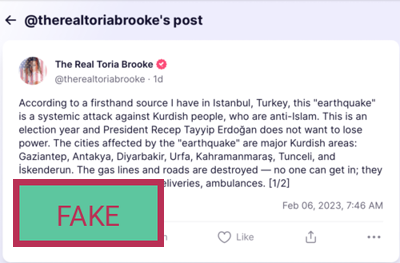 ← @therealtoriabrooke's post
The Real Toria Brooke
@therealtoriabrooke · 1d
According to a firsthand source I have in Istanbul, Turkey, this "earthquake"
is a systemic attack against Kurdish people, who are anti-Islam. This is an
election year and President Recep Tayyip Erdoğan does not want to lose
power. The cities affected by the "earthquake" are major Kurdish areas:
Gaziantep, Antakya, Diyarbakir, Urfa, Kahramanmaraş, Tunceli, and
İskenderun. The gas lines and roads are destroyed — no one can get in; they
deliveries, ambulances. [1/2]
FAKE
Feb 06, 2023, 7:46 AM
Like